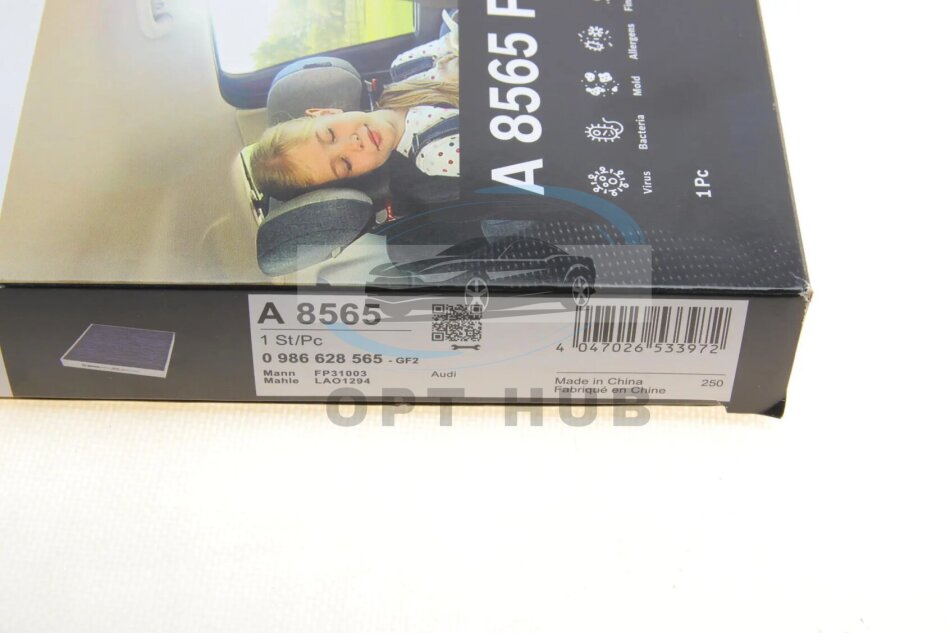 A 8565 F
Virus
Bacteria
Mold
Allergens
1 Pc
A 8565
1 St/Pc
0 986 628 565 - GF2
Mann FP31003
Mahle LAO1294
Audi
4 047026 533972
Made in China 250
Fabriqué en Chine
OPT HUB